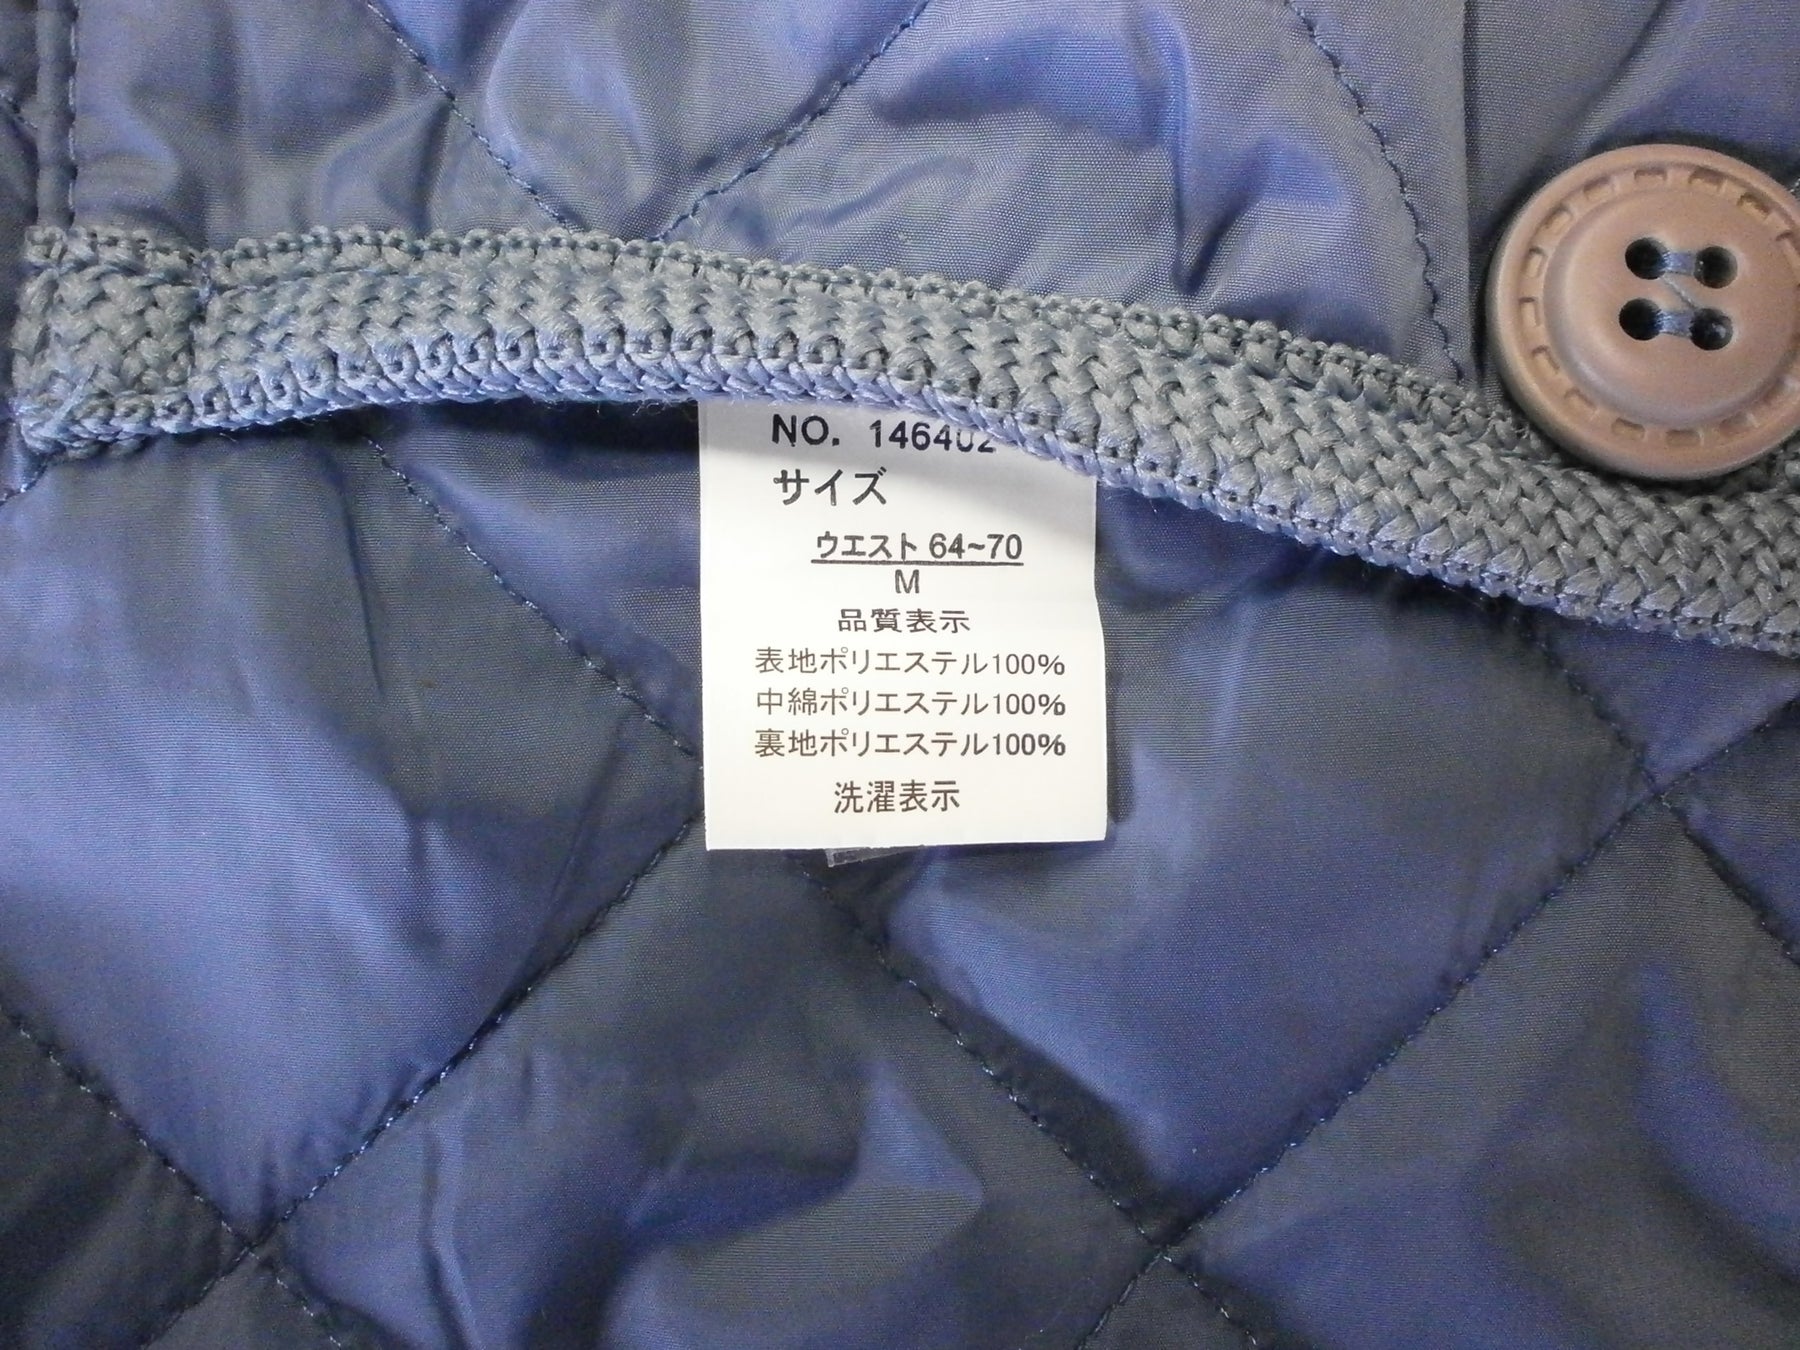 NO. 146402
サイズ
ウエスト 64~70
M
品質表示
表地ポリエステル100%
中綿ポリエステル100%
裏地ポリエステル100%
洗濯表示